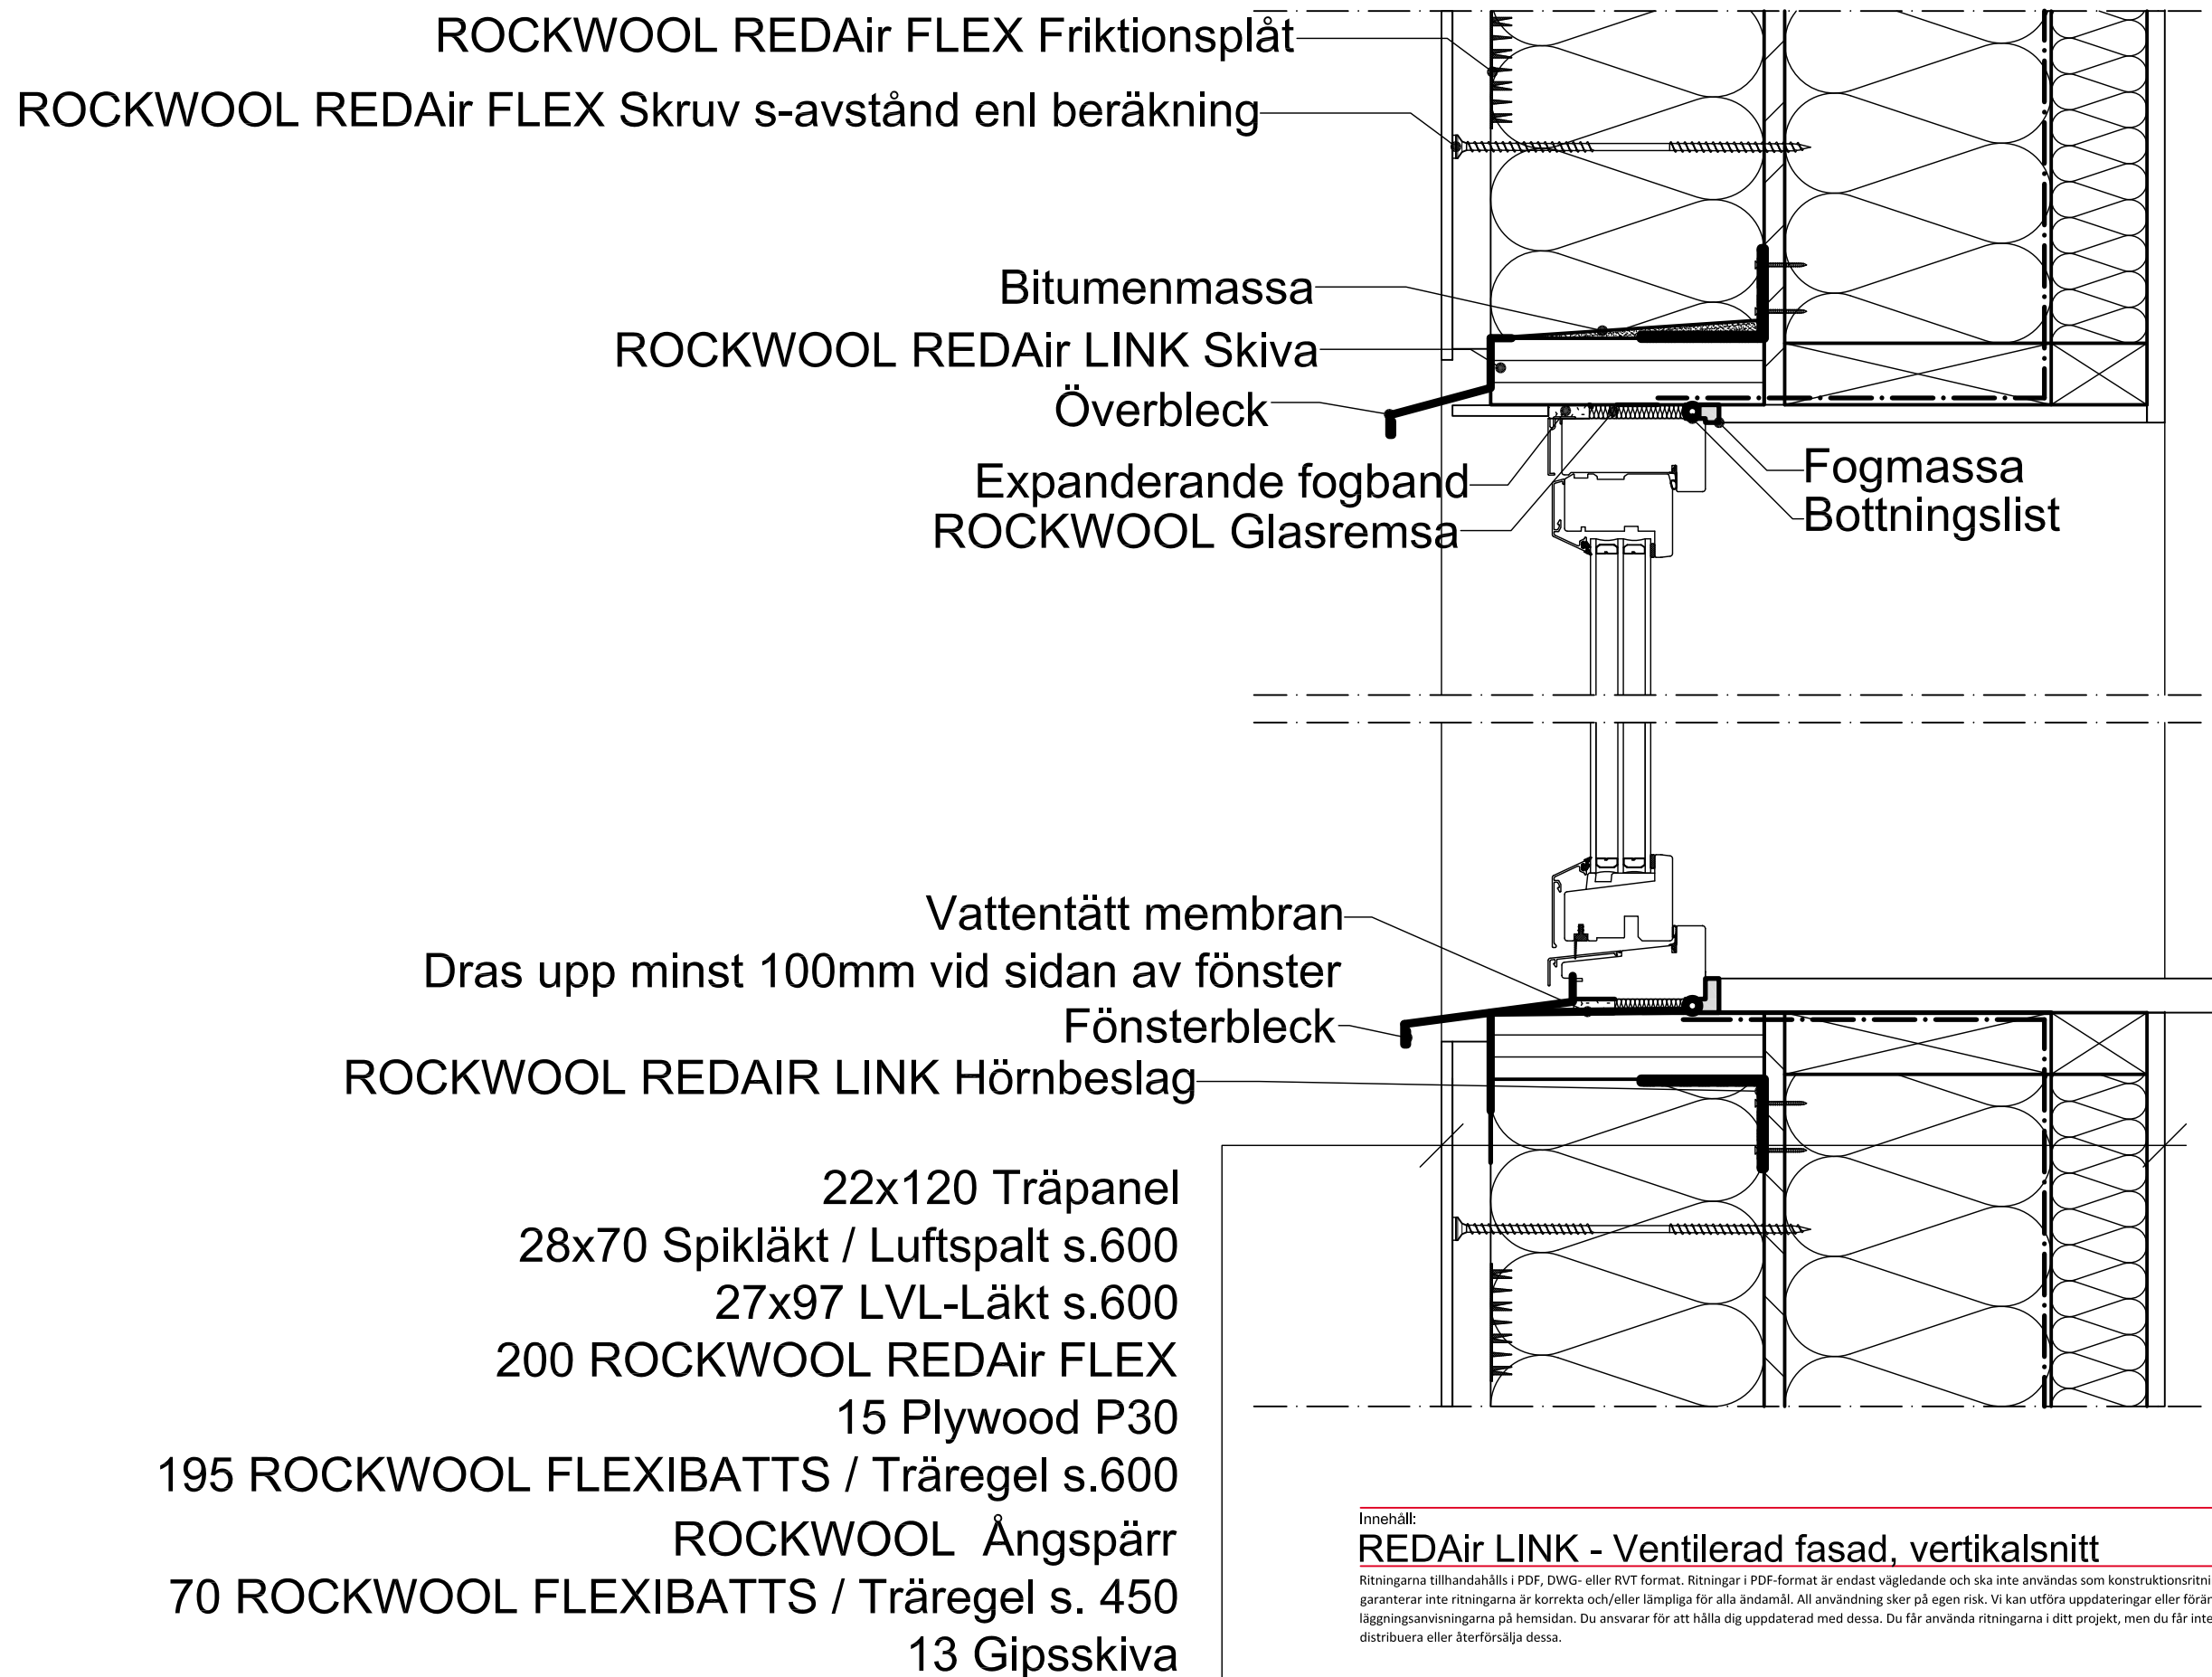 ROCKWOOL REDAir FLEX Friktionsplåt
ROCKWOOL REDAir FLEX Skruv s-avstånd enl beräkning
Bitumenmassa
ROCKWOOL REDAir LINK Skiva
Överbleck
Expanderande fogband
ROCKWOOL Glasremsa
Fogmassa
Bottningslist
Vattentätt membran
Dras upp minst 100mm vid sidan av fönster
Fönsterbleck
ROCKWOOL REDAIR LINK Hörnbeslag
22x120 Träpanel
28x70 Spikläkt / Luftspalt s.600
27x97 LVL-Läkt s.600
200 ROCKWOOL REDAir FLEX
15 Plywood P30
195 ROCKWOOL FLEXIBATTS / Träregel s.600
ROCKWOOL Ångspärr
70 ROCKWOOL FLEXIBATTS / Träregel s. 450
13 Gipsskiva
Innehåll:
REDAir LINK - Ventilerad fasad, vertikalsnitt
Ritningarna tillhandahålls i PDF, DWG- eller RVT format. Ritningar i PDF-format är endast vägledande och ska inte användas som
garanterar inte ritningarna är korrekta och/eller lämpliga för alla ändamål. All användning sker på egen risk. Vi kan utföra uppdateringar eller
läggningsanvisningarna på hemsidan. Du ansvarar för att hålla dig uppdaterad med dessa. Du får använda ritningarna i ditt projekt, men du får inte
distribuera eller återförsälja dessa.